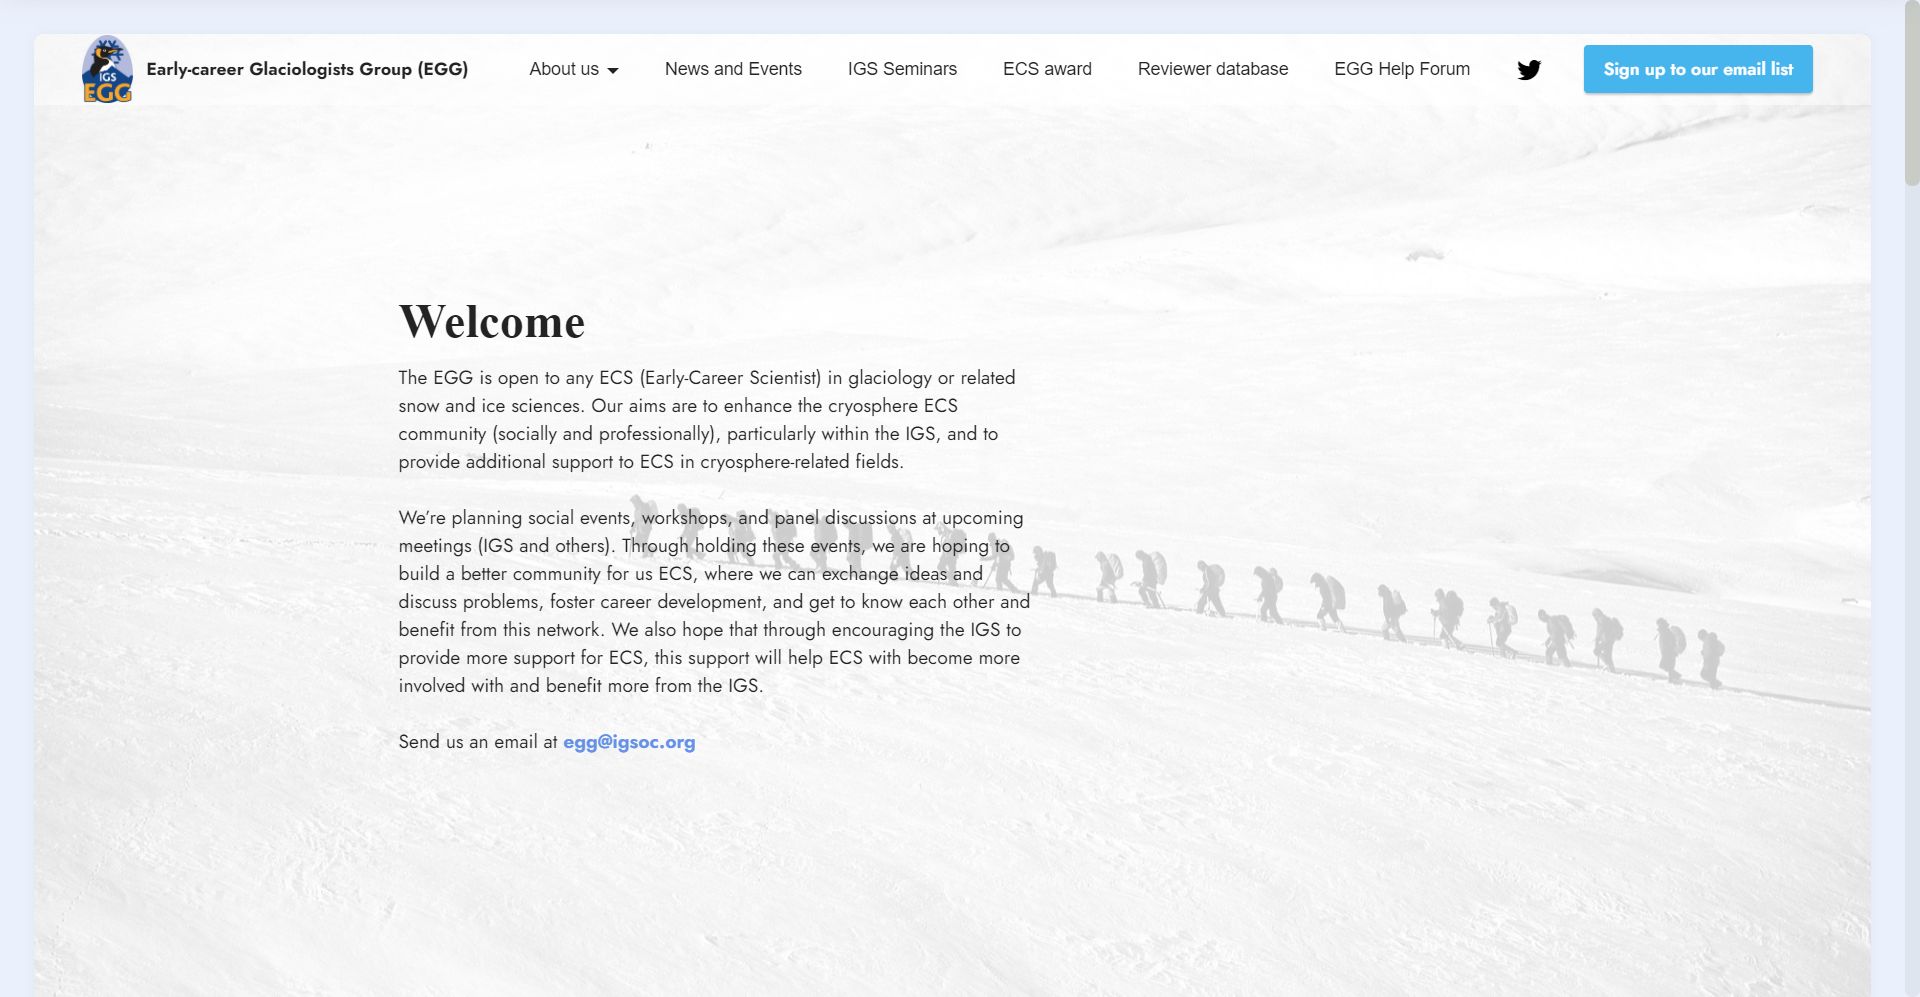 IGS
EGG
Early-career Glaciologists Group (EGG)
About us
News and Events
IGS Seminars
ECS award
Reviewer database
EGG Help Forum
Sign up to our email list
Welcome
The EGG is open to any ECS (Early-Career Scientist) in glaciology or related
snow and ice sciences. Our aims are to enhance the cryosphere ECS
community (socially and professionally), particularly within the IGS, and to
provide additional support to ECS in cryosphere-related fields.
We’re planning social events, workshops, and panel discussions at upcoming
meetings (IGS and others). Through holding these events, we are hoping to
build a better community for us ECS, where we can exchange ideas and
discuss problems, foster career development, and get to know each other and
benefit from this network. We also hope that through encouraging the IGS to
provide more support for ECS, this support will help ECS with become more
involved with and benefit more from the IGS.
Send us an email at egg@igsoc.org